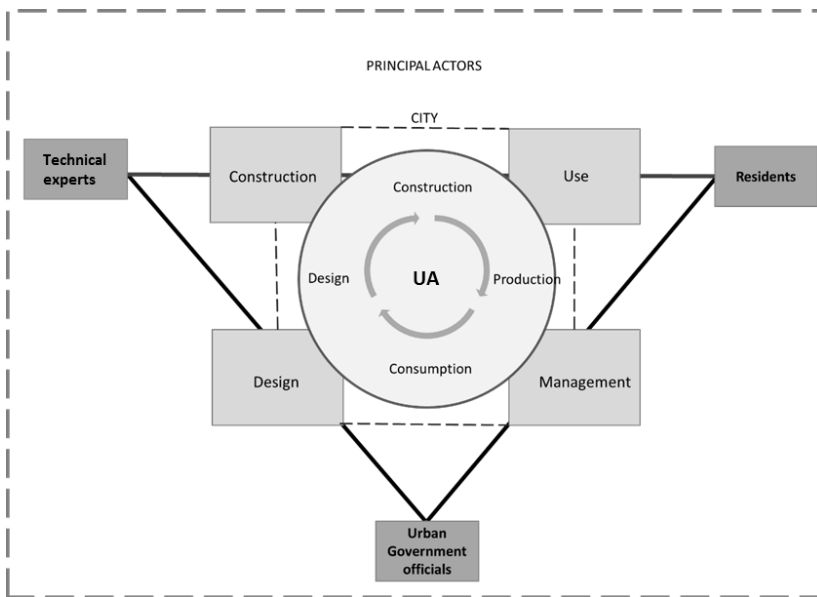 PRINCIPAL ACTORS
CITY
Technical
experts
Construction
Use
Residents
Construction
Design
UA
Production
Consumption
Design
Management
Urban
Government
officials